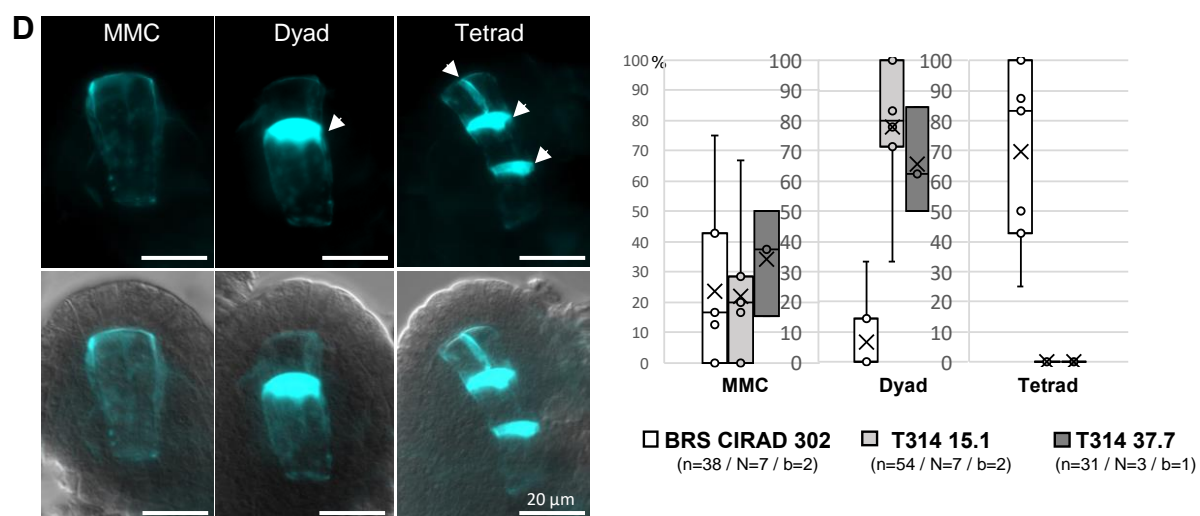 D
MMC Dyad Tetrad
20 µm
100 % 100 100
90 90 90
80 80 80
70 70 70
60 60 60
50 50 50
40 40 40
30 30 30
20 20 20
10 10 10
0 0 0
MMC Dyad Tetrad
BRS CIRAD 302 T314 15.1 T314 37.7
(n=38 / N=7 / b=2) (n=54 / N=7 / b=2) (n=31 / N=3 / b=1)